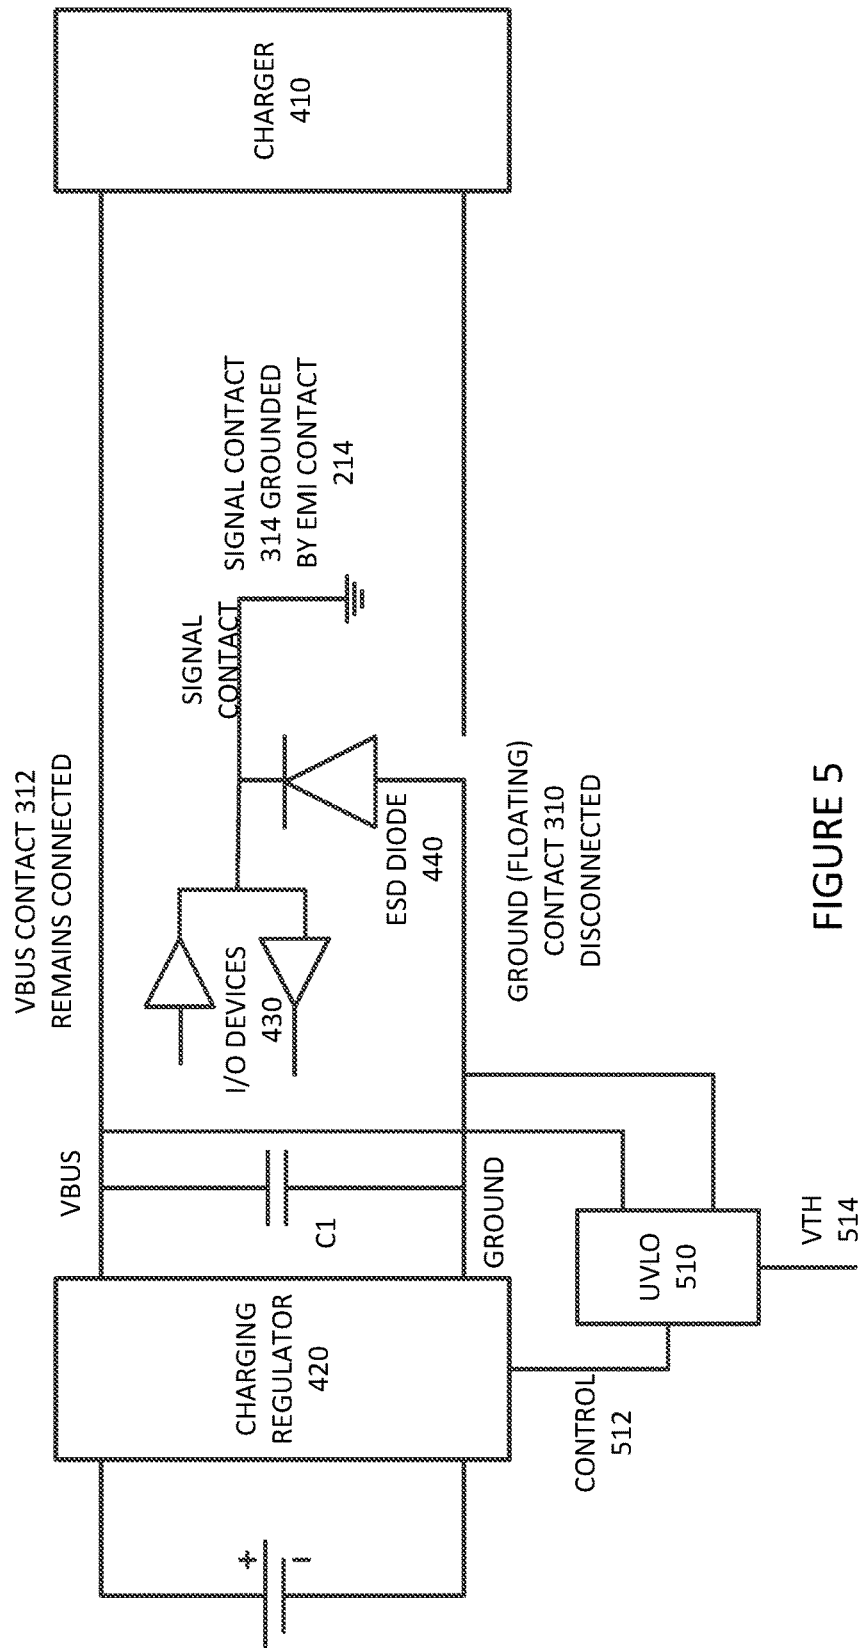 VBUS CONTACT 312
REMAINS CONNECTED
VBUS
CHARGING
REGULATOR
420
+
-
C1
I/O DEVICES
430
SIGNAL
CONTACT
SIGNAL CONTACT
314 GROUNDED
BY EMI CONTACT
214
CHARGER
410
ESD DIODE
440
GROUND
GROUND (FLOATING)
CONTACT 310
DISCONNECTED
CONTROL
512
UVLO
510
VTH
514
FIGURE 5